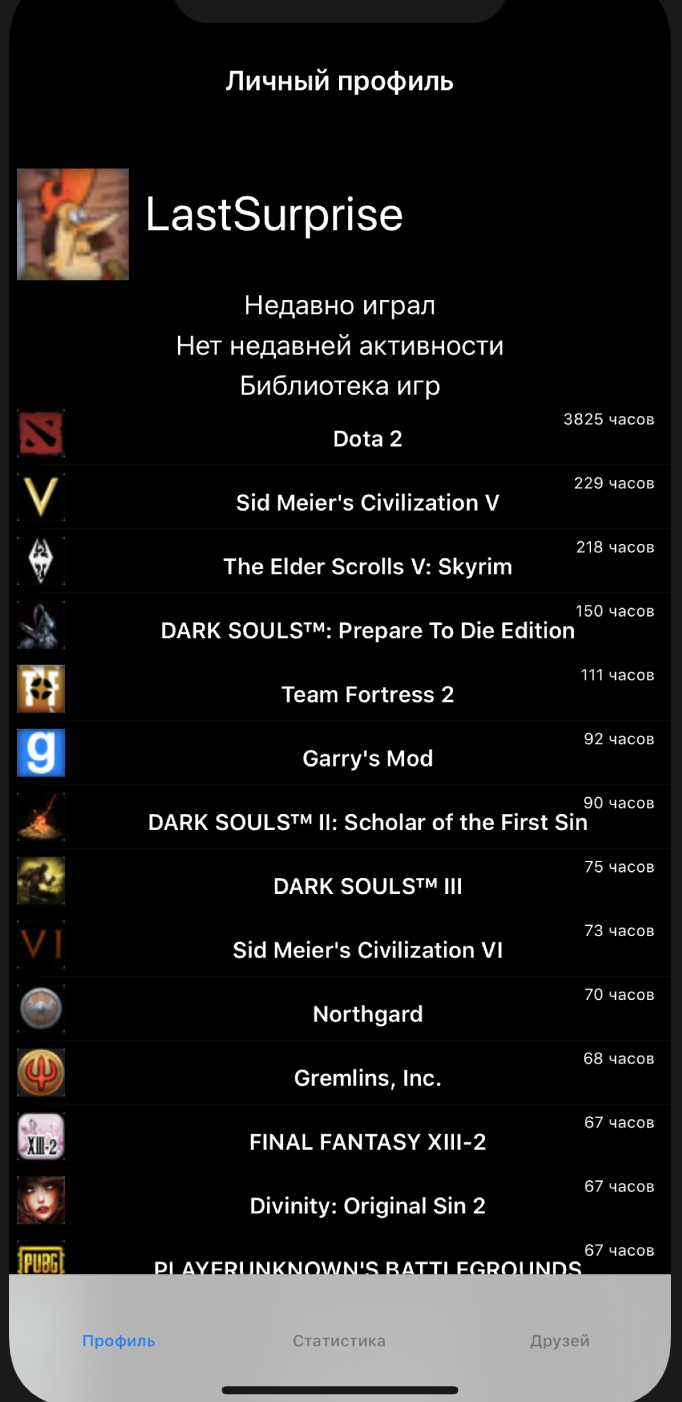 Личный профиль
LastSurprise
Недавно играл
Нет недавней активности
Библиотека игр
3825 часов
Dota 2
229 часов
V
Sid Meier's Civilization V
218 часов
The Elder Scrolls V: Skyrim
150 часов
DARK SOULS™: Prepare To Die Edition
111 часов
Team Fortress 2
92 часов
g
Garry's Mod
90 часов
DARK SOULS™ II: Scholar of the First Sin
75 часов
DARK SOULS™ III
73 часов
VI
Sid Meier's Civilization VI
70 часов
Northgard
68 часов
Gremlins, Inc.
67 часов
XIII-2
FINAL FANTASY XIII-2
67 часов
Divinity: Original Sin 2
67 часов
PUBG
PLAYERUNKNOWN'S BATTLEGROUNDS
Профиль
Статистика
Друзей